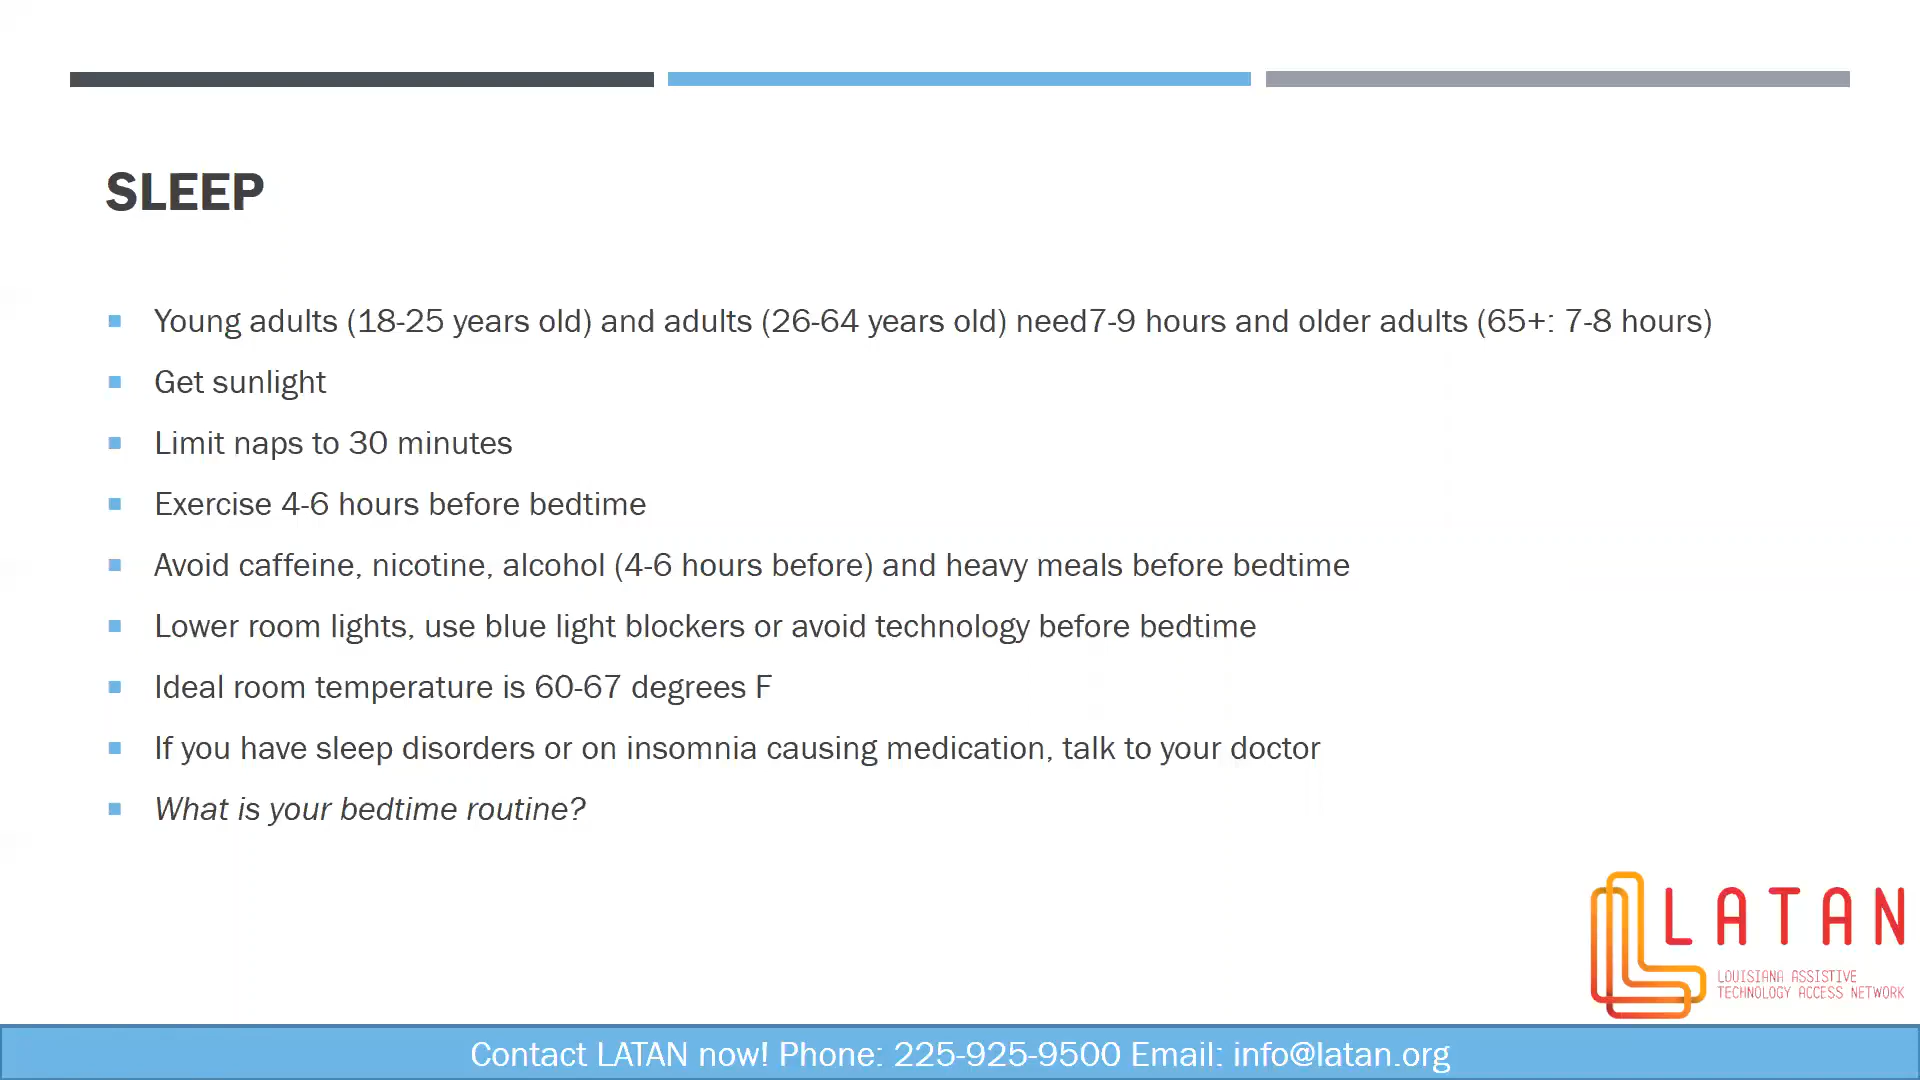 SLEEP
Young adults (18-25 years old) and adults (26-64 years old) need7-9 hours and older adults (65+: 7-8 hours)
Get sunlight
Limit naps to 30 minutes
Exercise 4-6 hours before bedtime
Avoid caffeine, nicotine, alcohol (4-6 hours before) and heavy meals before bedtime
Lower room lights, use blue light blockers or avoid technology before bedtime
Ideal room temperature is 60-67 degrees F
If you have sleep disorders or on insomnia causing medication, talk to your doctor
What is your bedtime routine?
LATAN
LOUISIANA ASSISTIVE
TECHNOLOGY ACCESS NETWORK
Contact LATAN now! Phone: 225-925-9500 Email: info@latan.org